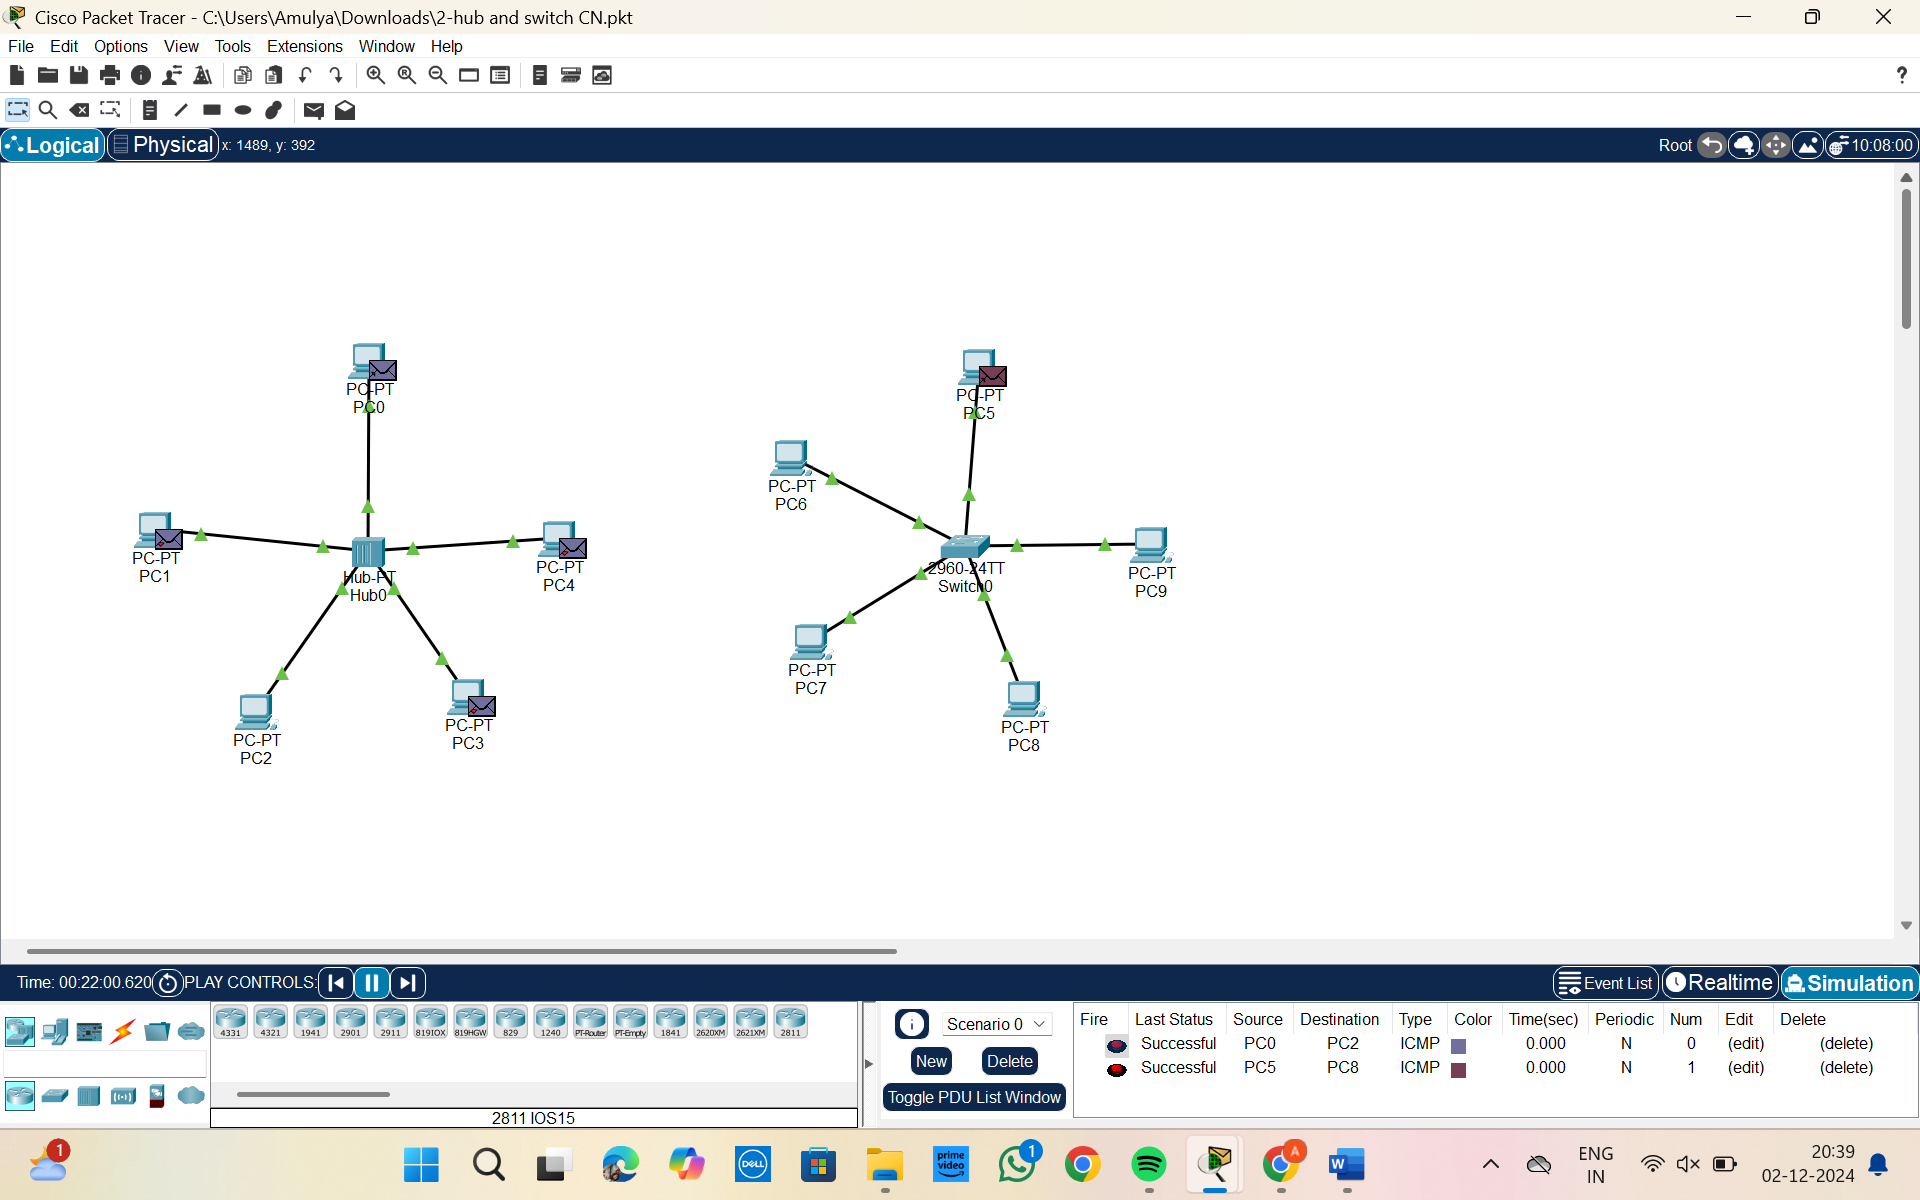 Cisco Packet Tracer - C:\Users\Amulya\Downloads\2-hub and switch CN.pkt
File Edit Options View Tools Extensions Window Help
?
Logical Physical x: 1489, y: 392 Root 10:08:00
PC-PT
PC0
PC-PT
PC5
PC-PT
PC6
PC-PT
PC1
Hub-PT
Hub0
PC-PT
PC4
2960-24TT
Switch0
PC-PT
PC9
PC-PT
PC7
PC-PT
PC2
PC-PT
PC3
PC-PT
PC8
Time: 00:22:00.620 PLAY CONTROLS: Event List Realtime Simulation
4331 4321 1941 2901 2911 819IOX 819HGW 829 1240 PT-Router PT-Empty 1841 2620XM 2621XM 2811
2811 IOS15
Scenario 0
New Delete
Toggle PDU List Window
Fire Last Status Source Destination Type Color Time(sec) Periodic Num Edit Delete
Successful PC0 PC2 ICMP 0.000 N 0 (edit) (delete)
Successful PC5 PC8 ICMP 0.000 N 1 (edit) (delete)
1
DELL
prime video
1
A
W
ENG
IN
20:39
02-12-2024